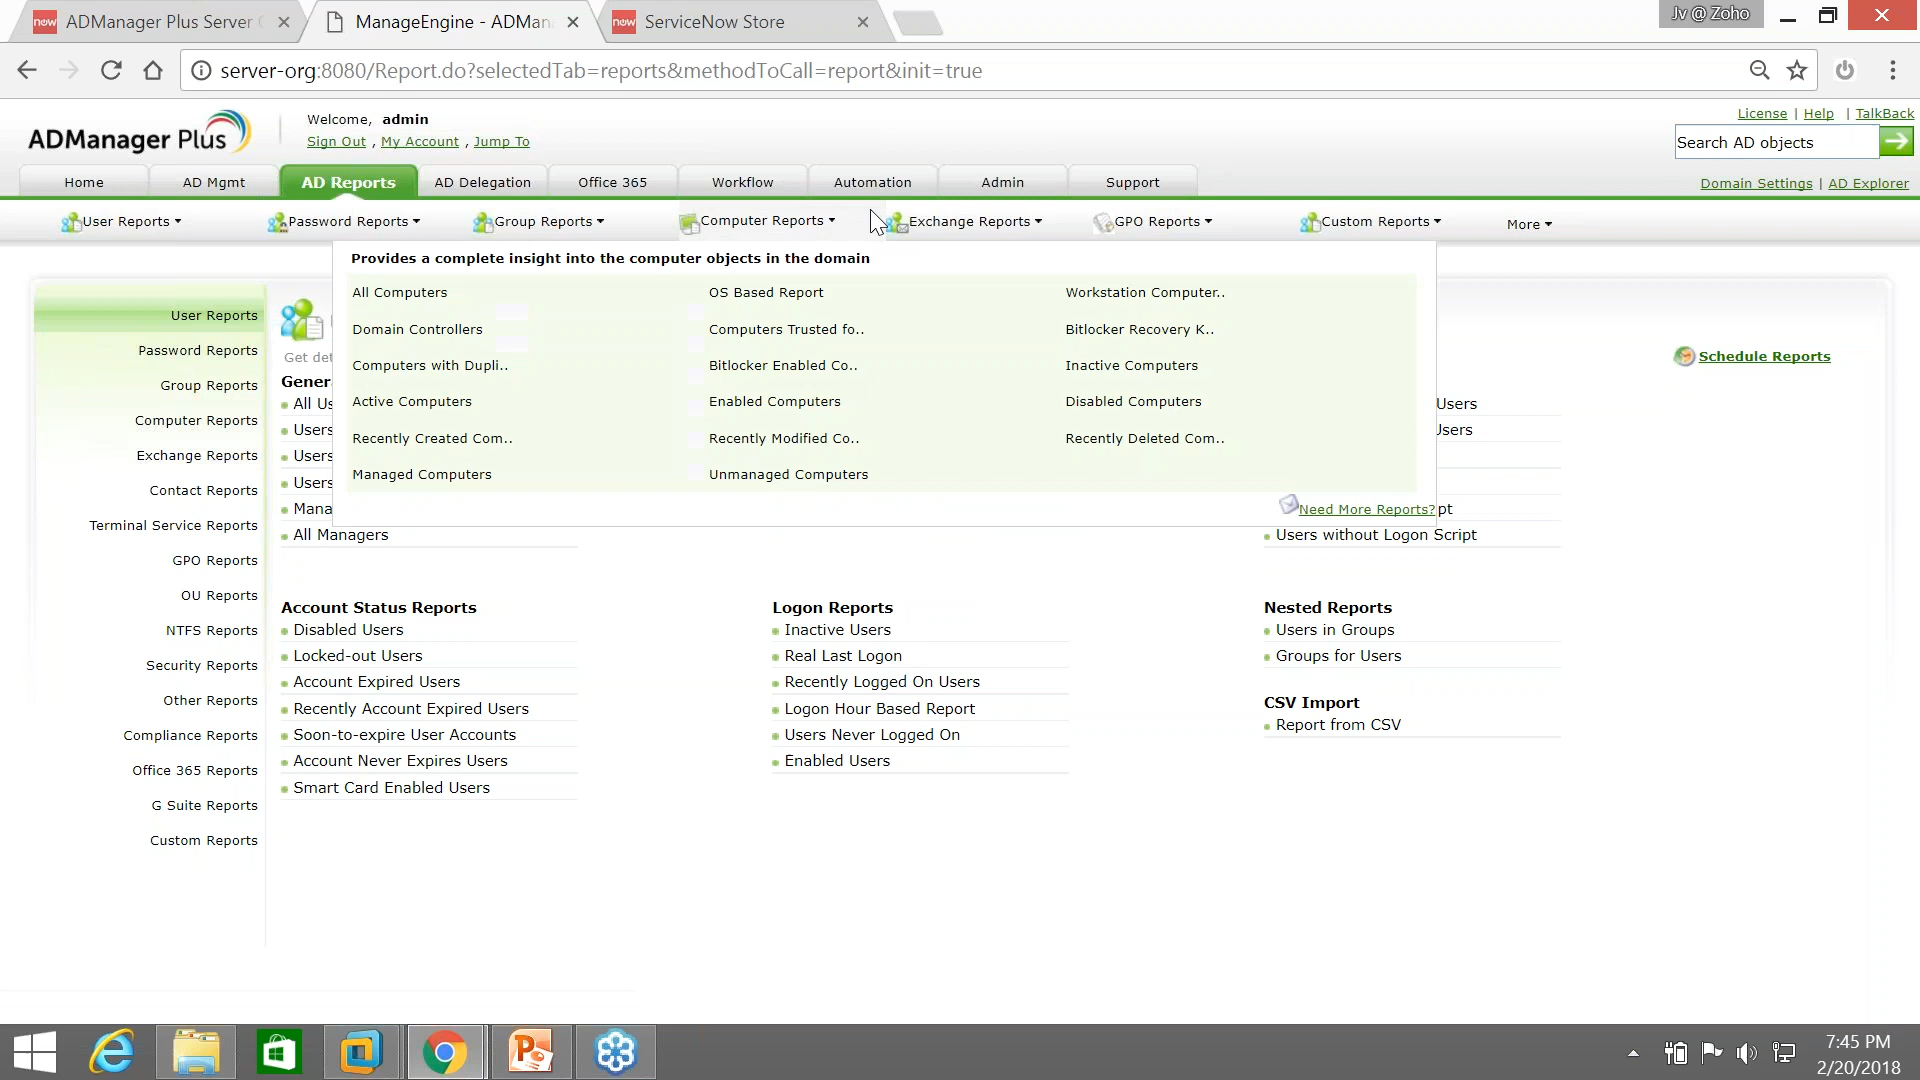 now ADManager Plus Server C
ManageEngine - ADMan
now ServiceNow Store
Jv @ Zoho
server-org:8080/Report.do?selectedTab=reports&methodToCall=report&init=true
ADManager Plus
Welcome, admin
Sign Out , My Account , Jump To
License | Help | TalkBack
Search AD objects
Home AD Mgmt AD Reports AD Delegation Office 365 Workflow Automation Admin Support
Domain Settings | AD Explorer
User Reports Password Reports Group Reports Computer Reports Exchange Reports GPO Reports Custom Reports More
Provides a complete insight into the computer objects in the domain
All Computers OS Based Report Workstation Computer..
Domain Controllers Computers Trusted fo.. Bitlocker Recovery K..
Computers with Dupli.. Bitlocker Enabled Co.. Inactive Computers
Active Computers Enabled Computers Disabled Computers
Recently Created Com.. Recently Modified Co.. Recently Deleted Com..
Managed Computers Unmanaged Computers
Need More Reports?
User Reports
Password Reports
Group Reports
Computer Reports
Exchange Reports
Contact Reports
Terminal Service Reports
GPO Reports
OU Reports
NTFS Reports
Security Reports
Other Reports
Compliance Reports
Office 365 Reports
G Suite Reports
Custom Reports
Get det
Gener
All Us
Users
Users
Users
Mana
All Managers
Users
Users
pt
Users without Logon Script
Schedule Reports
Account Status Reports
Disabled Users
Locked-out Users
Account Expired Users
Recently Account Expired Users
Soon-to-expire User Accounts
Account Never Expires Users
Smart Card Enabled Users
Logon Reports
Inactive Users
Real Last Logon
Recently Logged On Users
Logon Hour Based Report
Users Never Logged On
Enabled Users
Nested Reports
Users in Groups
Groups for Users
CSV Import
Report from CSV
7:45 PM
2/20/2018